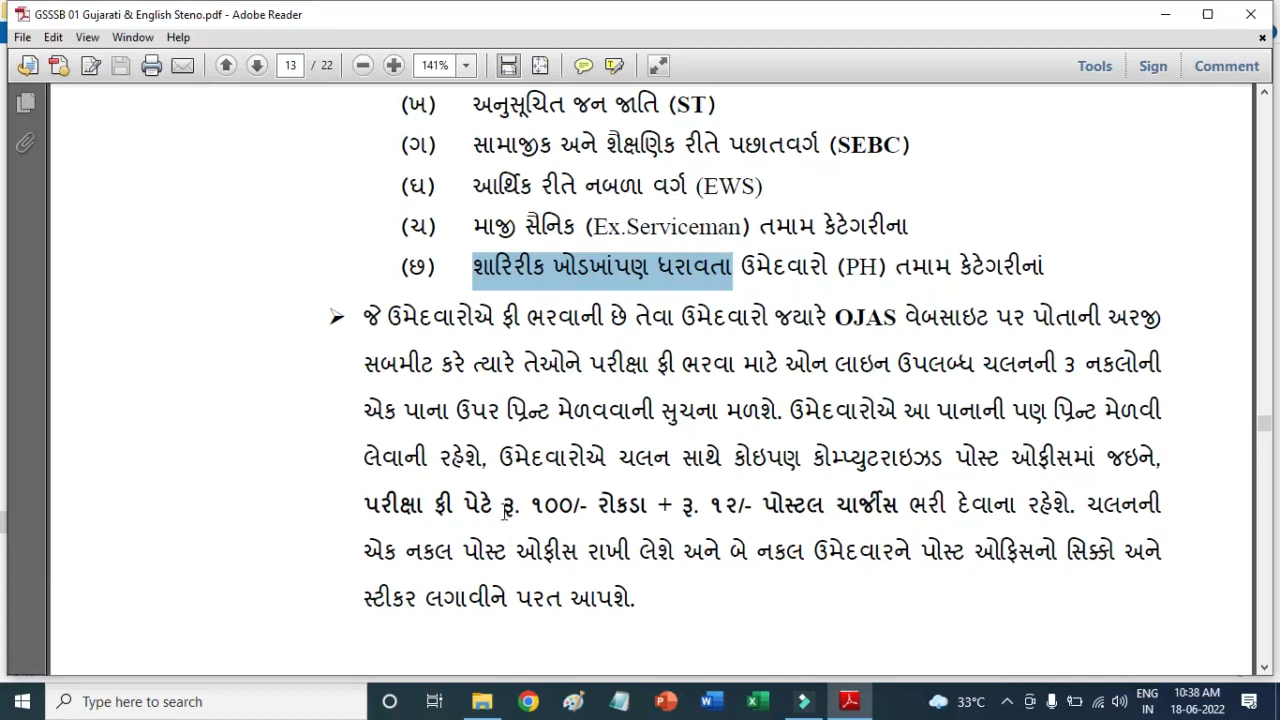 GSSSB 01 Gujarati & English Steno.pdf - Adobe Reader
File Edit View Window Help
13 / 22 141% Tools Sign Comment
(ખ) અનુસૂચિત જન જાતિ (ST)
(ગ) સામાજીક અને શૈક્ષણિક રીતે પછાતવર્ગ (SEBC)
(ઘ) આર્થિક રીતે નબળા વર્ગ (EWS)
(ચ) માજી સૈનિક (Ex.Serviceman) તમામ કેટેગરીના
(છ) શારિરીક ખોડખાંપણ ધરાવતા ઉમેદવારો (PH) તમામ કેટેગરીનાં
➢ જે ઉમેદવારોએ ફી ભરવાની છે તેવા ઉમેદવારો જયારે OJAS વેબસાઇટ પર પોતાની અરજી
સબમીટ કરે ત્યારે તેઓને પરીક્ષા ફી ભરવા માટે ઓન લાઇન ઉપલબ્ધ ચલનની ૩ નકલોની
એક પાના ઉપર પ્રિન્ટ મેળવવાની સુચના મળશે. ઉમેદવારોએ આ પાનાની પણ પ્રિન્ટ મેળવી
લેવાની રહેશે, ઉમેદવારોએ ચલન સાથે કોઇપણ કોમ્પ્યુટરાઇઝડ પોસ્ટ ઓફીસમાં જઇને,
પરીક્ષા ફી પેટે રૂ. ૧૦૦/- રોકડા + રૂ. ૧૨/- પોસ્ટલ ચાર્જીસ ભરી દેવાના રહેશે. ચલનની
એક નકલ પોસ્ટ ઓફીસ રાખી લેશે અને બે નકલ ઉમેદવારને પોસ્ટ ઓફિસનો સિક્કો અને
સ્ટીકર લગાવીને પરત આપશે.
Type here to search 33°C ENG 10:38 AM
IN 18-06-2022